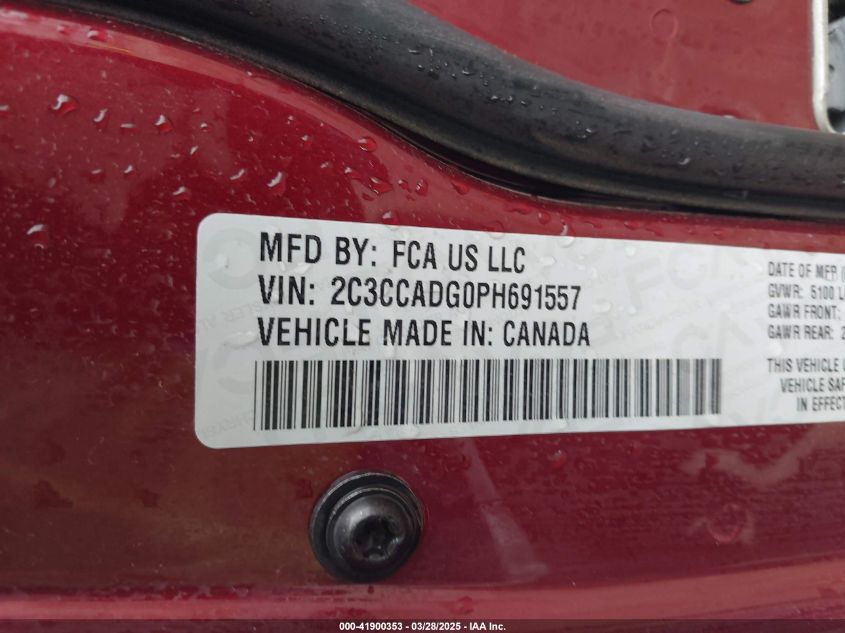 MFD BY: FCA US LLC
VIN: 2C3CCADG0PH691557
VEHICLE MADE IN: CANADA
DATE OF MFR
GVWR: 5100
GAWR FRONT:
GAWR REAR: 2
THIS VEHICLE
VEHICLE
IN EFFECT
000-41900353 — 03/28/2025 — IAA Inc.